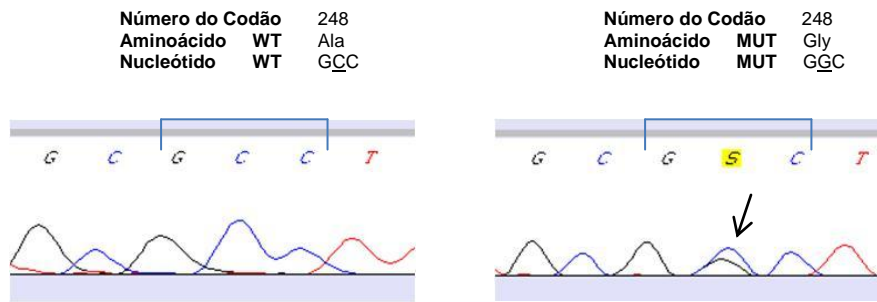 Número do Codão 248
Aminoácido WT Ala
Nucleótido WT GCC
Número do Codão 248
Aminoácido MUT Gly
Nucleótido MUT GGC
G C G C C T
G C G S C T